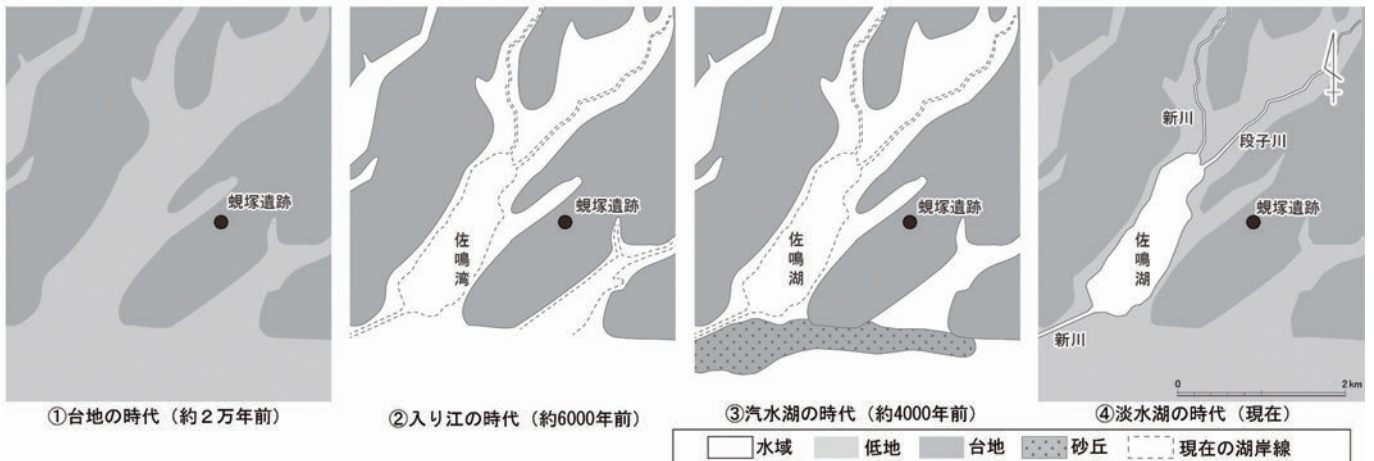 蜆塚遺跡
①台地の時代（約２万年前）
蜆塚遺跡
佐鳴湾
②入り江の時代（約6000年前）
蜆塚遺跡
佐鳴湖
③汽水湖の時代（約4000年前）
新川
段子川
蜆塚遺跡
佐鳴湖
新川
0 2km
④淡水湖の時代（現在）
水域 低地 台地 砂丘 現在の湖岸線